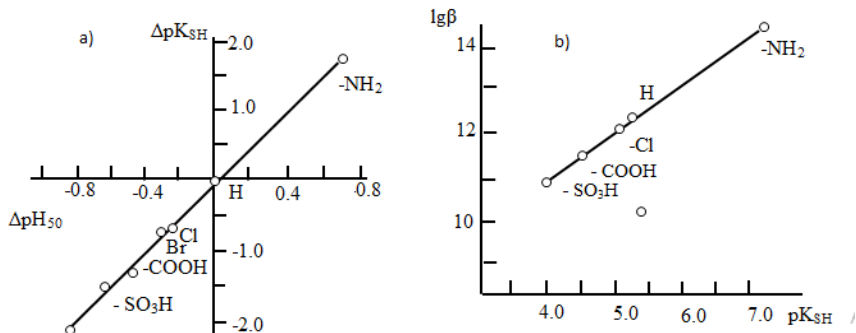 a)
ΔpK_SH
2.0
-NH₂
1.0
-0.8
-0.4
H
0.4
0.8
ΔpH₅₀
Cl
Br
-1.0
-COOH
- SO₃H
-2.0
b)
lgβ
14
-NH₂
H
12
-Cl
- COOH
- SO₃H
10
4.0
5.0
6.0
7.0
pK_SH